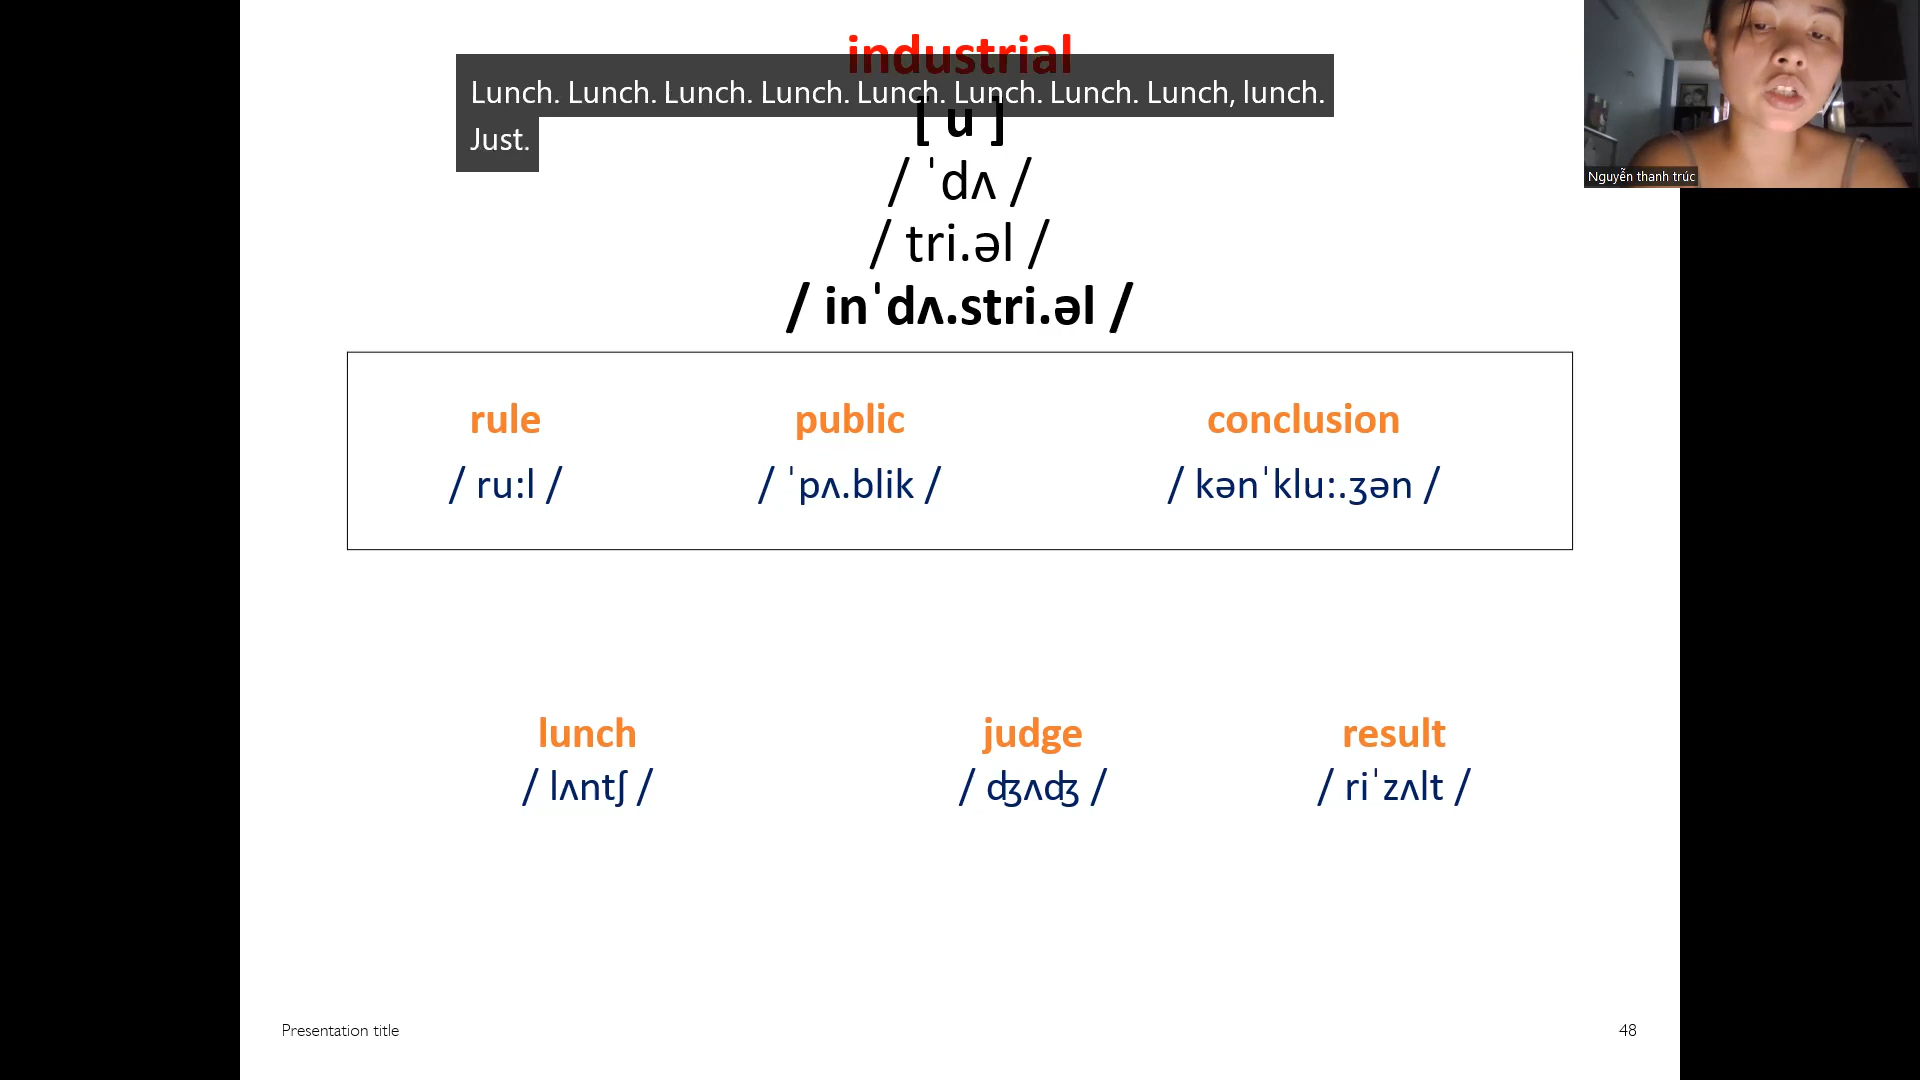 industrial
Lunch. Lunch. Lunch. Lunch. Lunch. Lunch. Lunch. Lunch, lunch.
Just.
[ u ]
/ ˈdʌ /
/ tri.əl /
/ inˈdʌ.stri.əl /
rule public conclusion
/ ru:l / / ˈpʌ.blik / / kənˈklu:.ʒən /
lunch judge result
/ lʌntʃ / / ʤʌʤ / / riˈzʌlt /
Nguyễn thanh trúc
Presentation title 48